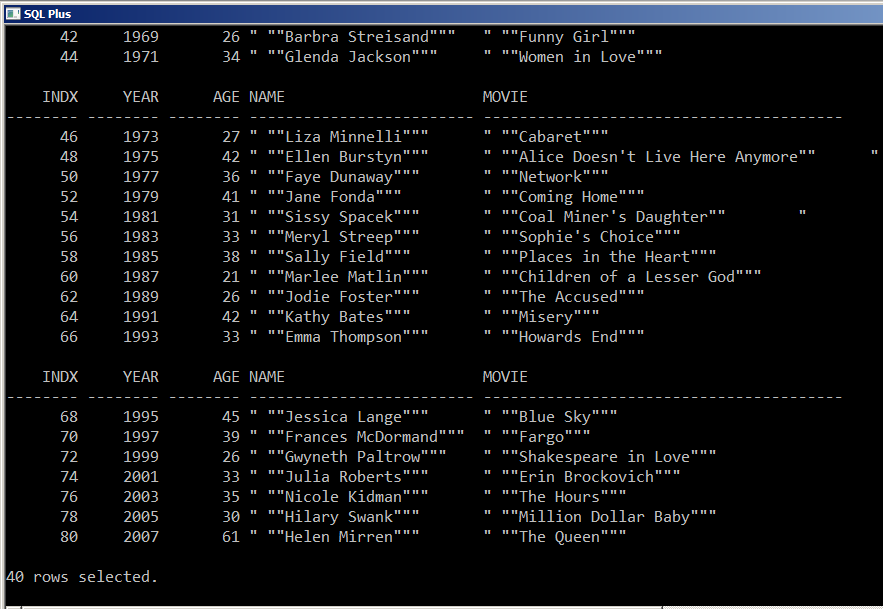 SQL Plus
      42     1969       26 " ""Barbra Streisand"""   " ""Funny Girl"""
      44     1971       34 " ""Glenda Jackson"""     " ""Women in Love"""
    INDX     YEAR      AGE NAME                      MOVIE
-------- -------- -------- ------------------------- ----------------------------------------
      46     1973       27 " ""Liza Minnelli"""      " ""Cabaret"""
      48     1975       42 " ""Ellen Burstyn"""      " ""Alice Doesn't Live Here Anymore""      "
      50     1977       36 " ""Faye Dunaway"""       " ""Network"""
      52     1979       41 " ""Jane Fonda"""         " ""Coming Home"""
      54     1981       31 " ""Sissy Spacek"""       " ""Coal Miner's Daughter""        "
      56     1983       33 " ""Meryl Streep"""       " ""Sophie's Choice"""
      58     1985       38 " ""Sally Field"""        " ""Places in the Heart"""
      60     1987       21 " ""Marlee Matlin"""      " ""Children of a Lesser God"""
      62     1989       26 " ""Jodie Foster"""       " ""The Accused"""
      64     1991       42 " ""Kathy Bates"""        " ""Misery"""
      66     1993       33 " ""Emma Thompson"""      " ""Howards End"""
    INDX     YEAR      AGE NAME                      MOVIE
-------- -------- -------- ------------------------- ----------------------------------------
      68     1995       45 " ""Jessica Lange"""      " ""Blue Sky"""
      70     1997       39 " ""Frances McDormand"""  " ""Fargo"""
      72     1999       26 " ""Gwyneth Paltrow"""    " ""Shakespeare in Love"""
      74     2001       33 " ""Julia Roberts"""      " ""Erin Brockovich"""
      76     2003       35 " ""Nicole Kidman"""      " ""The Hours"""
      78     2005       30 " ""Hilary Swank"""       " ""Million Dollar Baby"""
      80     2007       61 " ""Helen Mirren"""       " ""The Queen"""
40 rows selected.